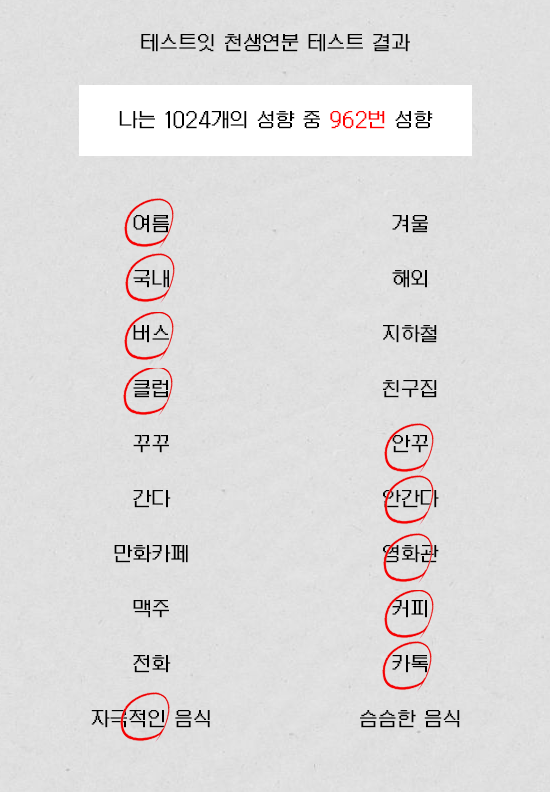 테스트잇 천생연분 테스트 결과
나는 1024개의 성향 중 962번 성향
여름 겨울
국내 해외
버스 지하철
클럽 친구집
꾸꾸 안꾸
간다 안간다
만화카페 영화관
맥주 커피
전화 카톡
자극적인 음식 슴슴한 음식